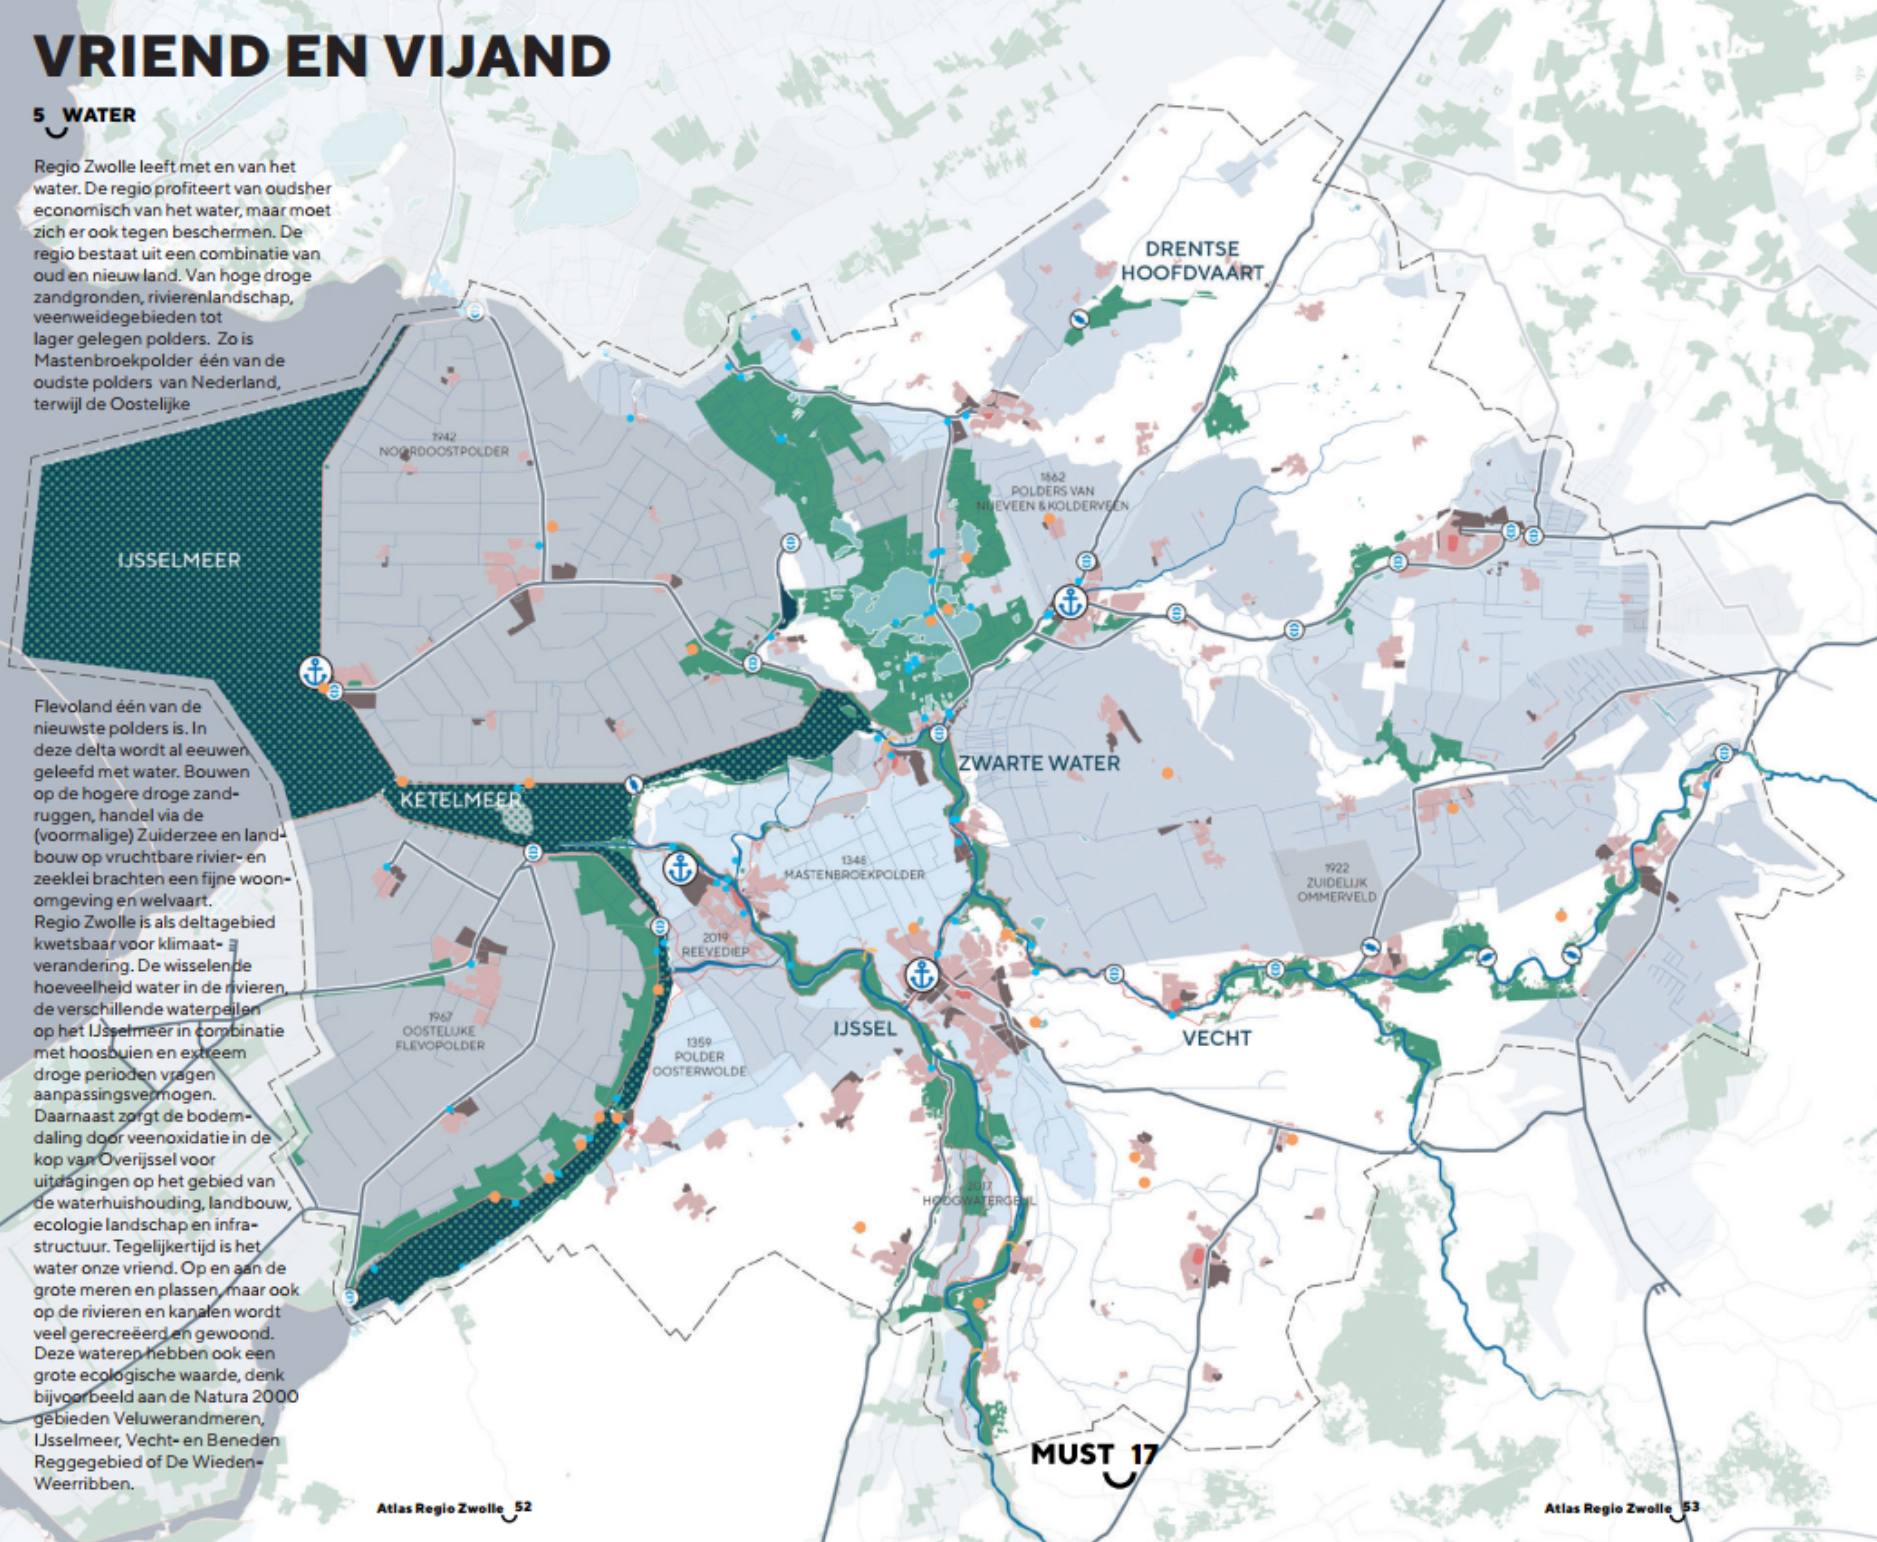 VRIEND EN VIJAND
5 WATER
Regio Zwolle leeft met en van het
water. De regio profiteert van oudsher
economisch van het water, maar moet
zich er ook tegen beschermen. De
regio bestaat uit een combinatie van
oud en nieuw land. Van hoge droge
zandgronden, rivierenlandschap,
veenweidegebieden tot
lager gelegen polders. Zo is
Mastenbroekpolder één van de
oudste polders van Nederland,
terwijl de Oostelijke
Flevoland één van de
nieuwste polders is. In
deze delta wordt al eeuwen
geleefd met water. Bouwen
op de hogere droge zand-
ruggen, handel via de
(voormalige) Zuiderzee en land-
bouw op vruchtbare rivier- en
zeeklei brachten een fijne woon-
omgeving en welvaart.
Regio Zwolle is als deltagebied
kwetsbaar voor klimaat-
verandering. De wisselende
hoeveelheid water in de rivieren,
de verschillende waterpeilen
op het IJsselmeer in combinatie
met hoosbuien en extreem
droge perioden vragen
aanpassingsvermogen.
Daarnaast zorgt de bodem-
daling door veenoxidatie in de
kop van Overijssel voor
uitdagingen op het gebied van
de waterhuishouding, landbouw,
ecologie landschap en infra-
structuur. Tegelijkertijd is het
water onze vriend. Op en aan de
grote meren en plassen, maar ook
op de rivieren en kanalen wordt
veel gerecreëerd en gewoond.
Deze wateren hebben ook een
grote ecologische waarde, denk
bijvoorbeeld aan de Natura 2000
gebieden Veluwerandmeren,
IJsselmeer, Vecht- en Beneden
Reggegebied of De Wieden-
Weerribben.
DRENTSE
HOOFDVAART
1942
NOORDOOSTPOLDER
1862
POLDERS VAN
NIJEVEEN & KOLDERVEEN
IJSSELMEER
ZWARTE WATER
KETELMEER
1348
MASTENBROEKPOLDER
1922
ZUIDELIJK
OMMERVELD
2019
REEVEDIEP
1967
OOSTELIJKE
FLEVOPOLDER
IJSSEL
VECHT
1359
POLDER
OOSTERWOLDE
2017
HOOGWATERGEUL
MUST 17
Atlas Regio Zwolle 52
Atlas Regio Zwolle 53